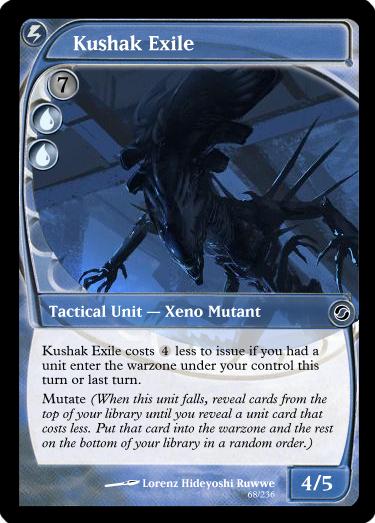 Kushak Exile
7
Tactical Unit — Xeno Mutant
Kushak Exile costs 4 less to issue if you had a
unit enter the warzone under your control this
turn or last turn.
Mutate (When this unit falls, reveal cards from the
top of your library until you reveal a unit card that
costs less. Put that card into the warzone and the rest
on the bottom of your library in a random order.)
Lorenz Hideyoshi Ruwwe
68/236
4/5